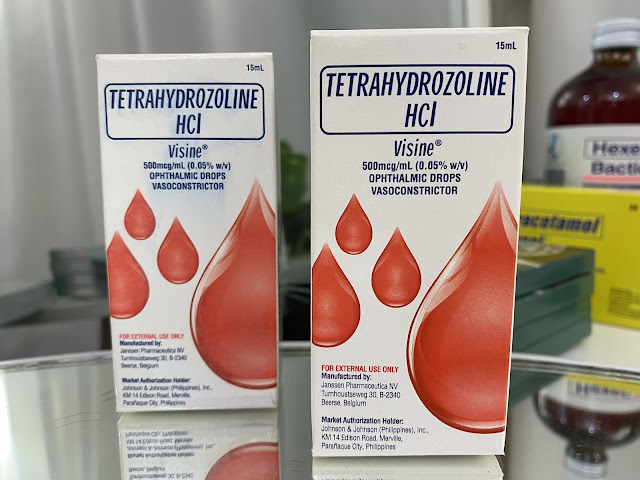 15mL
TETRAHYDROZOLINE
HCl
Visine®
500mcg/mL (0.05% w/v)
OPHTHALMIC DROPS
VASOCONSTRICTOR
FOR EXTERNAL USE ONLY
Manufactured by:
Janssen Pharmaceutica NV
Turnhoutseweg 30, B-2340
Beerse, Belgium
Market Authorization Holder:
Johnson & Johnson (Philippines), Inc.,
KM 14 Edison Road, Merville,
Parañaque City, Philippines
15mL
TETRAHYDROZOLINE
HCl
Visine®
500mcg/mL (0.05% w/v)
OPHTHALMIC DROPS
VASOCONSTRICTOR
FOR EXTERNAL USE ONLY
Manufactured by:
Janssen Pharmaceutica NV
Turnhoutseweg 30, B-2340
Beerse, Belgium
Market Authorization Holder:
Johnson & Johnson (Philippines), Inc.,
KM 14 Edison Road, Merville,
Parañaque City, Philippines
Hexe
Bacti
acetamol